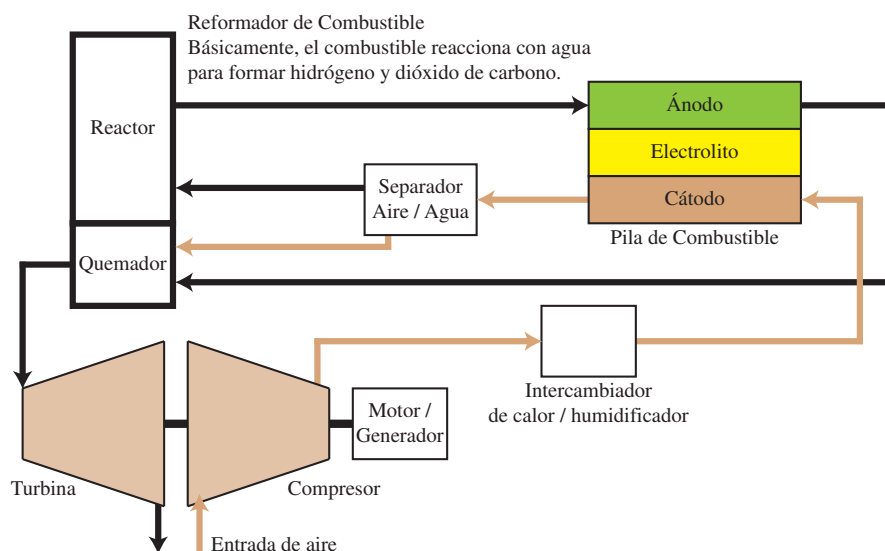 Reformador de Combustible
Básicamente, el combustible reacciona con agua
para formar hidrógeno y dióxido de carbono.
Reactor
Ánodo
Electrolito
Cátodo
Pila de Combustible
Separador
Aire / Agua
Quemador
Intercambiador
de calor / humidificador
Motor /
Generador
Turbina
Compresor
Entrada de aire